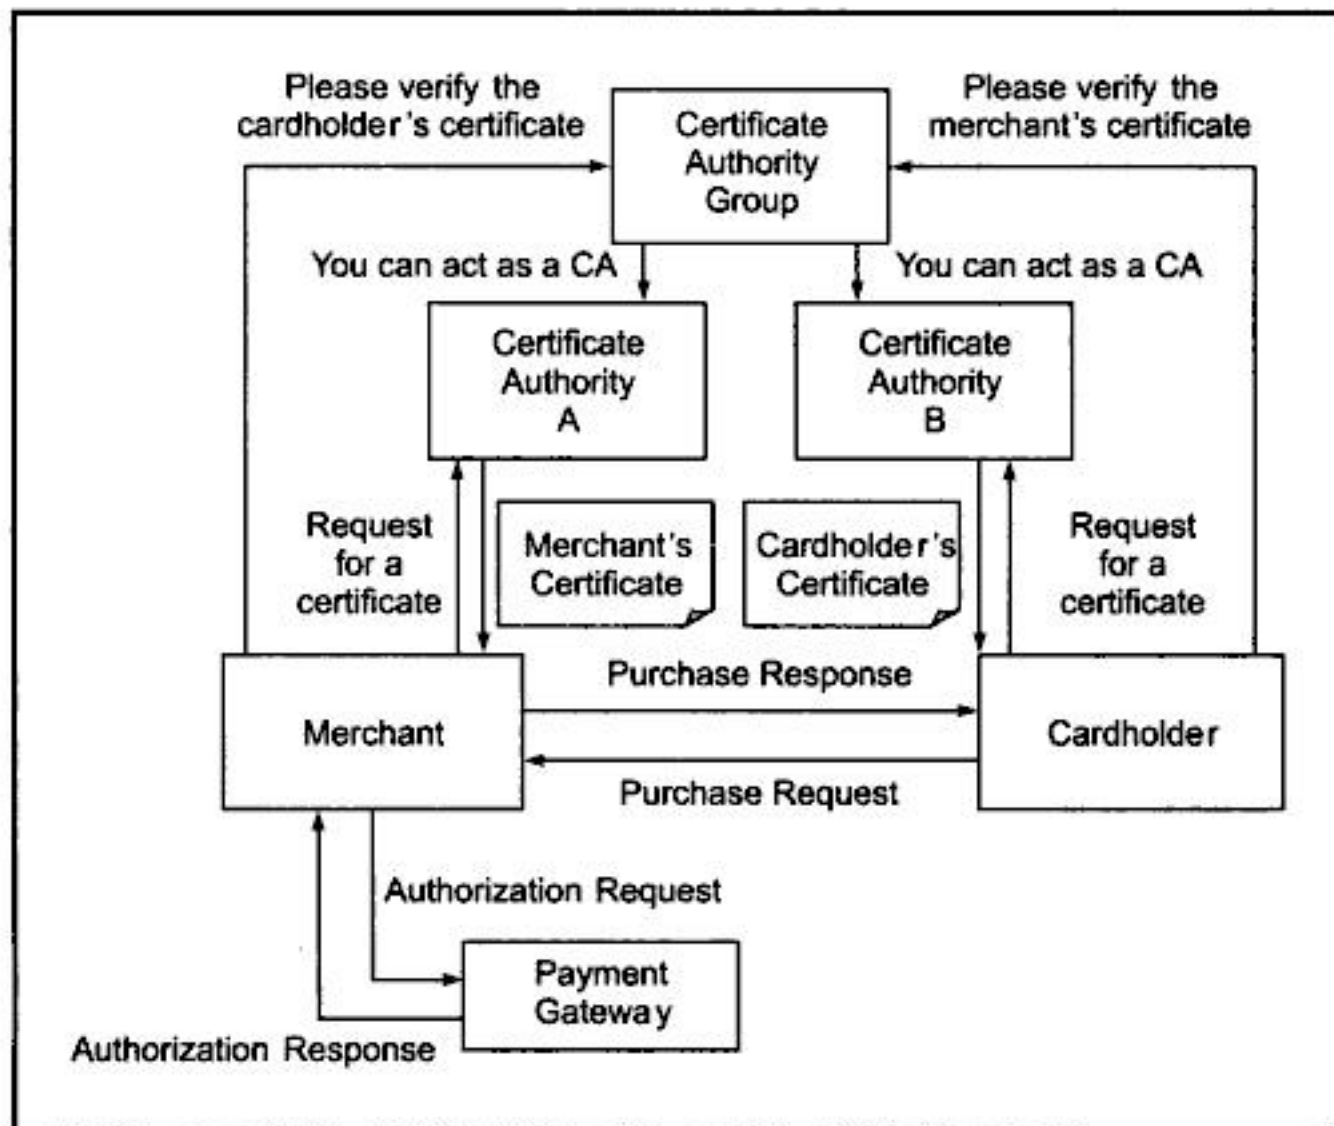 Please verify the
cardholder's certificate
Certificate
Authority
Group
Please verify the
merchant's certificate
You can act as a CA
You can act as a CA
Certificate
Authority
A
Certificate
Authority
B
Request
for a
certificate
Merchant's
Certificate
Cardholder's
Certificate
Request
for a
certificate
Purchase Response
Merchant
Cardholder
Purchase Request
Authorization Request
Payment
Gateway
Authorization Response